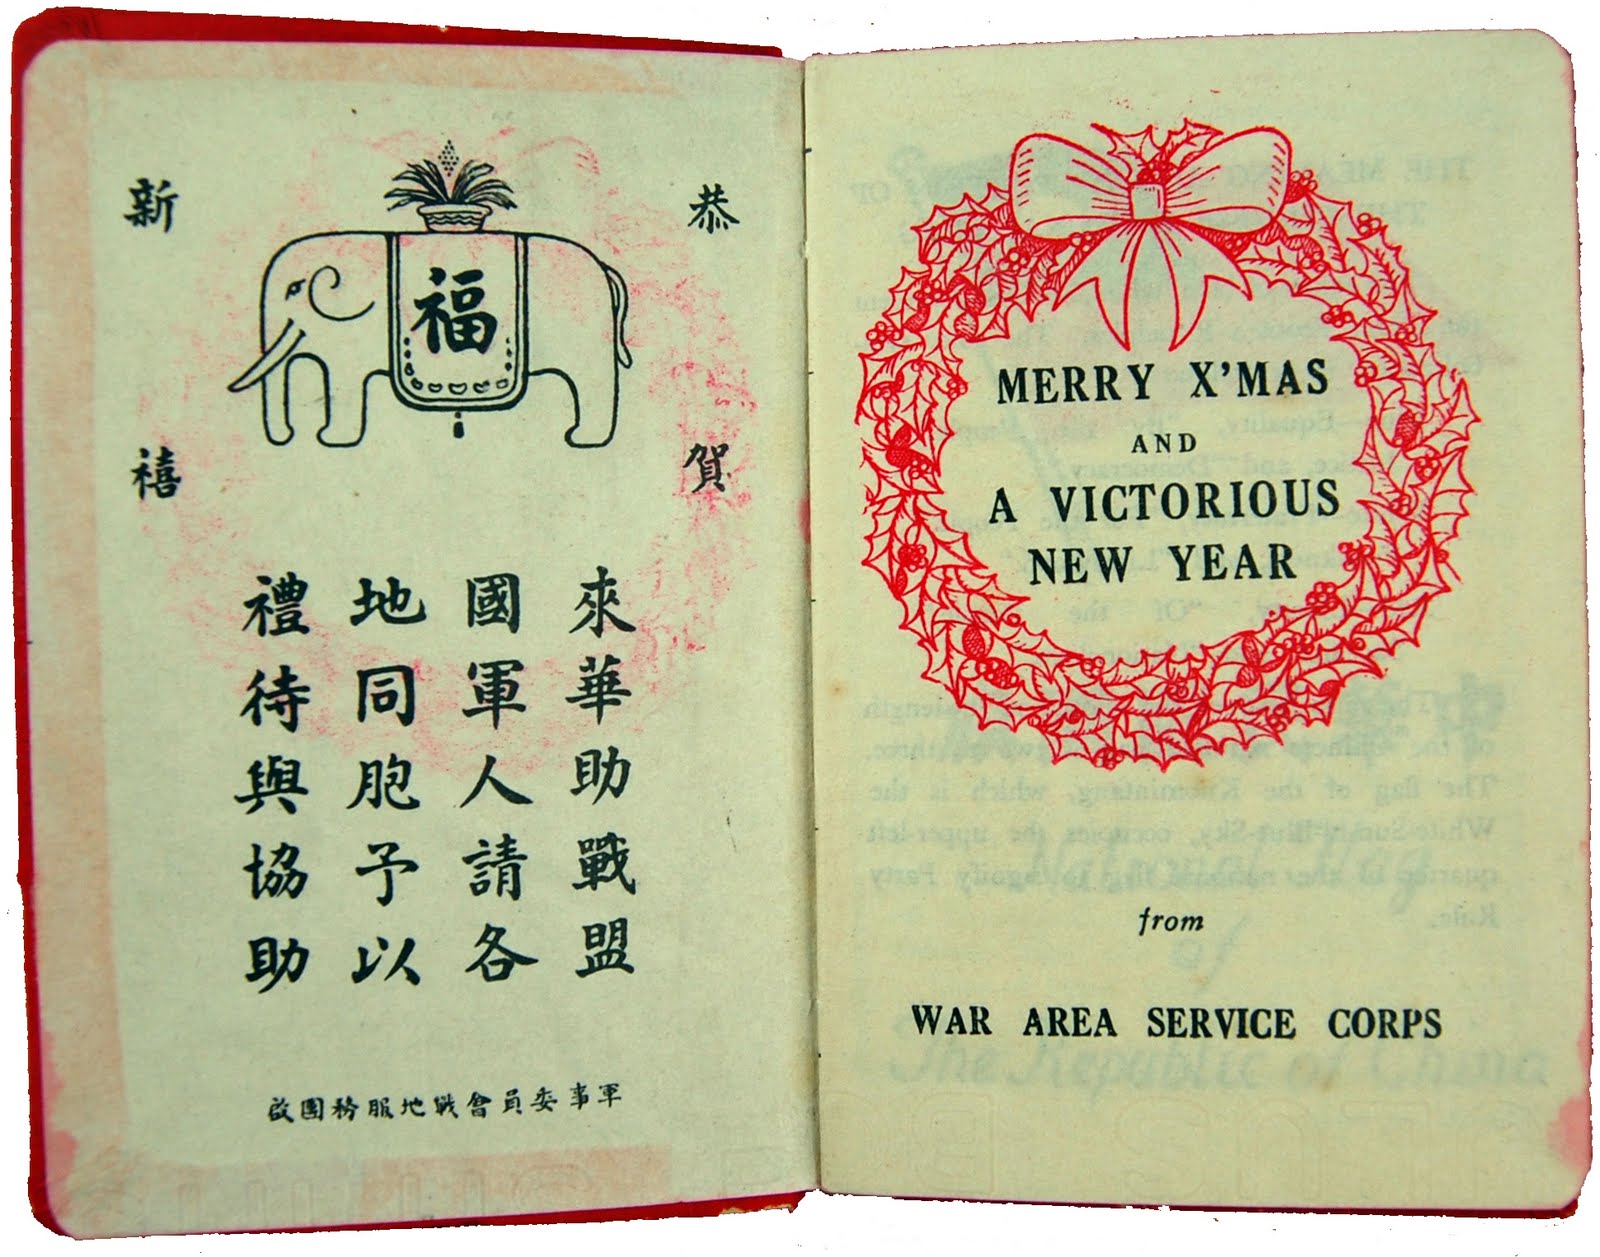 恭賀
新禧
福
來華助戰盟
國軍人請各
地同胞予以
禮待與協助
軍事委員會戰地服務團啟
MERRY X'MAS
AND
A VICTORIOUS
NEW YEAR
from
WAR AREA SERVICE CORPS